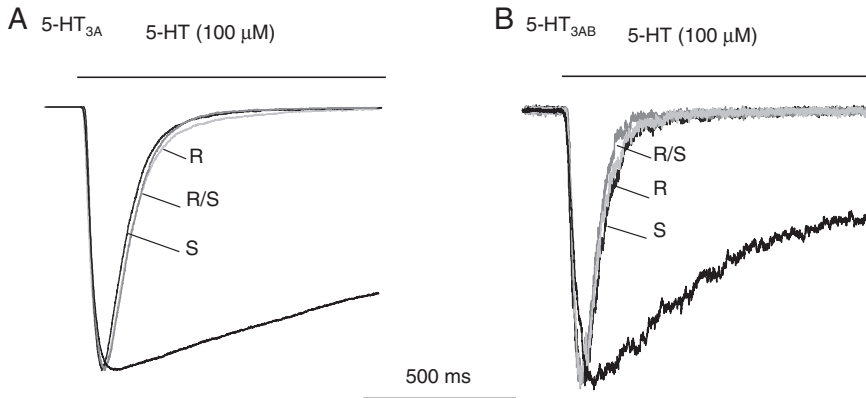 A 5-HT3A 5-HT (100 μM)
R
R/S
S
B 5-HT3AB 5-HT (100 μM)
R/S
R
S
500 ms